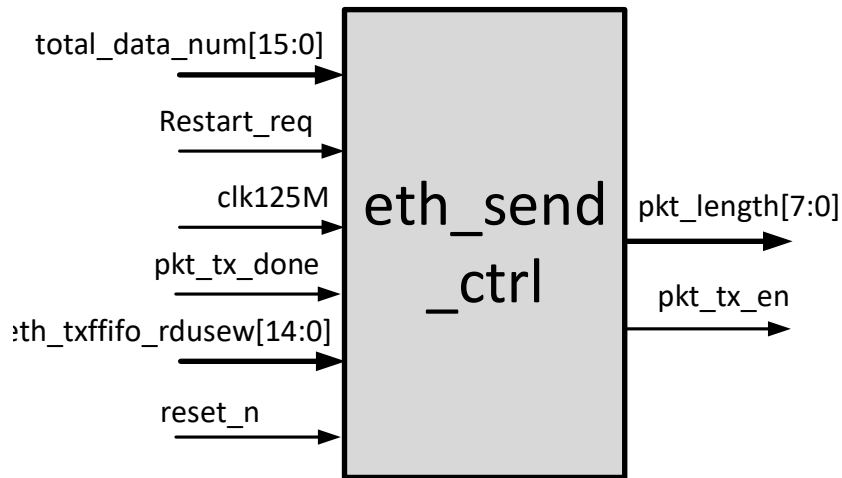 total_data_num[15:0]
Restart_req
clk125M
pkt_tx_done
eth_txffifo_rdusew[14:0]
reset_n
eth_send
_ctrl
pkt_length[7:0]
pkt_tx_en